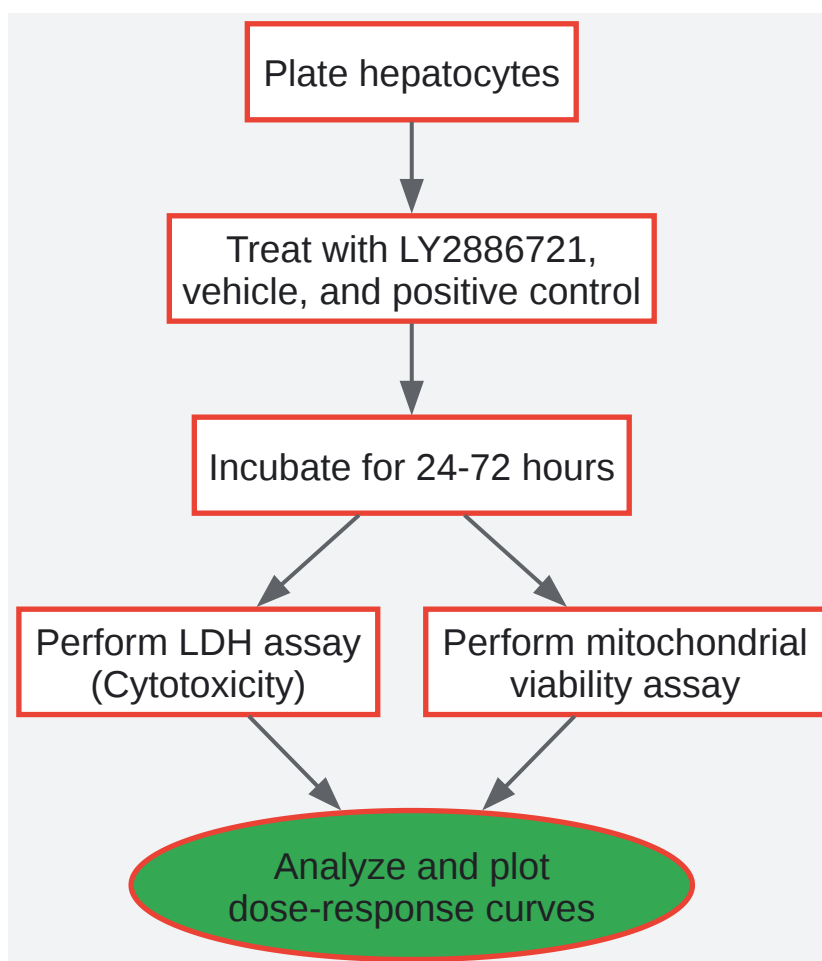 Plate hepatocytes
Treat with LY2886721,
vehicle, and positive control
Incubate for 24-72 hours
Perform LDH assay
(Cytotoxicity)
Perform mitochondrial
viability assay
Analyze and plot
dose-response curves